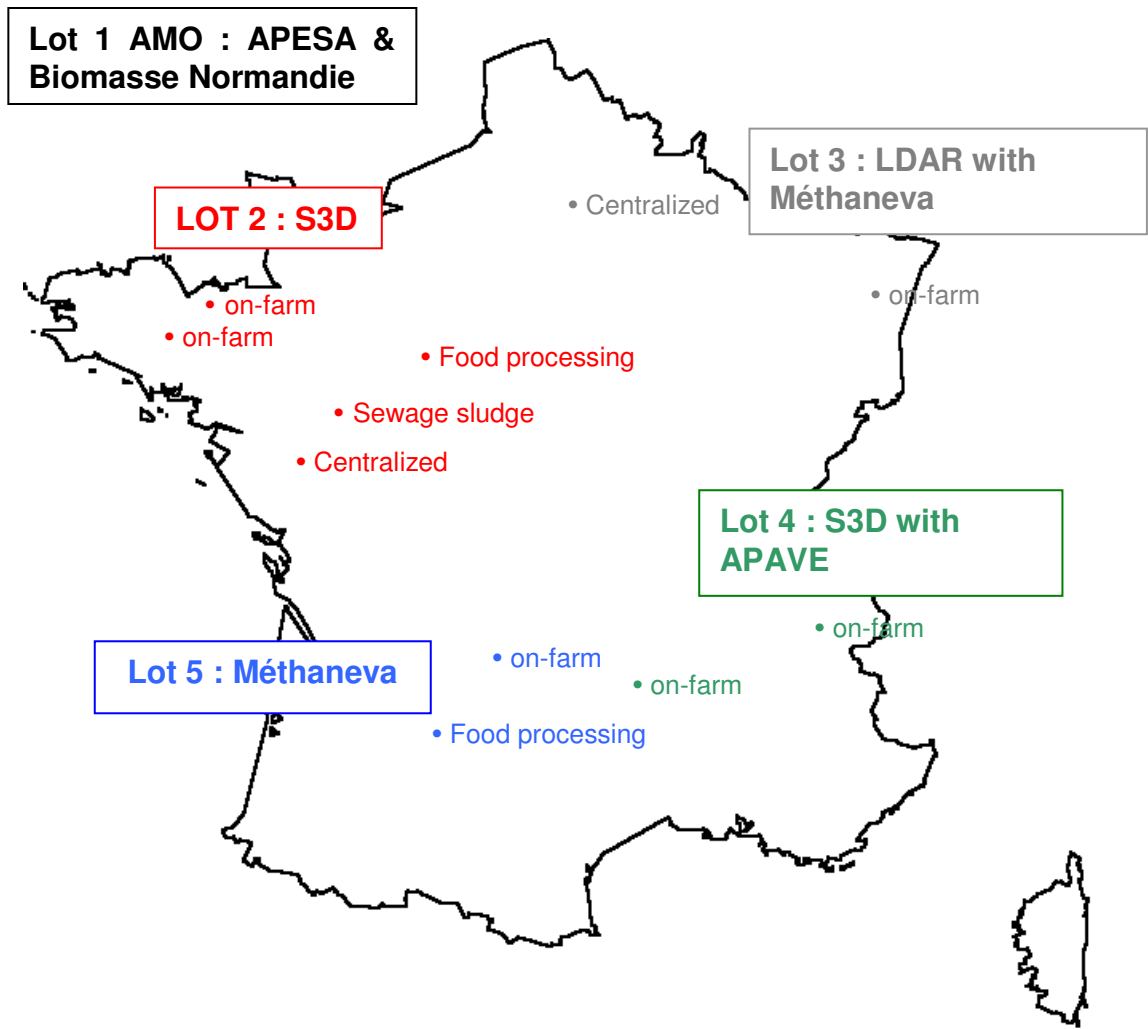 Lot 1 AMO : APESA &
Biomasse Normandie
Lot 3 : LDAR with
Méthaneva
• Centralized
LOT 2 : S3D
• on-farm
• on-farm
• on-farm
• Food processing
• Sewage sludge
• Centralized
Lot 4 : S3D with
APAVE
• on-farm
Lot 5 : Méthaneva
• on-farm
• on-farm
• Food processing